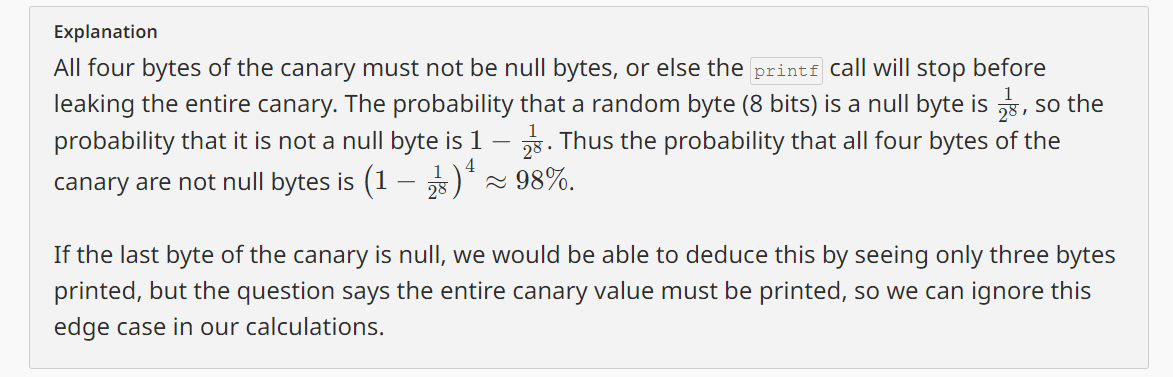 Explanation
All four bytes of the canary must not be null bytes, or else the printf call will stop before
leaking the entire canary. The probability that a random byte (8 bits) is a null byte is 1/2^8, so the
probability that it is not a null byte is 1 − 1/2^8. Thus the probability that all four bytes of the
canary are not null bytes is (1 − 1/2^8)^4 ≈ 98%.
If the last byte of the canary is null, we would be able to deduce this by seeing only three bytes
printed, but the question says the entire canary value must be printed, so we can ignore this
edge case in our calculations.